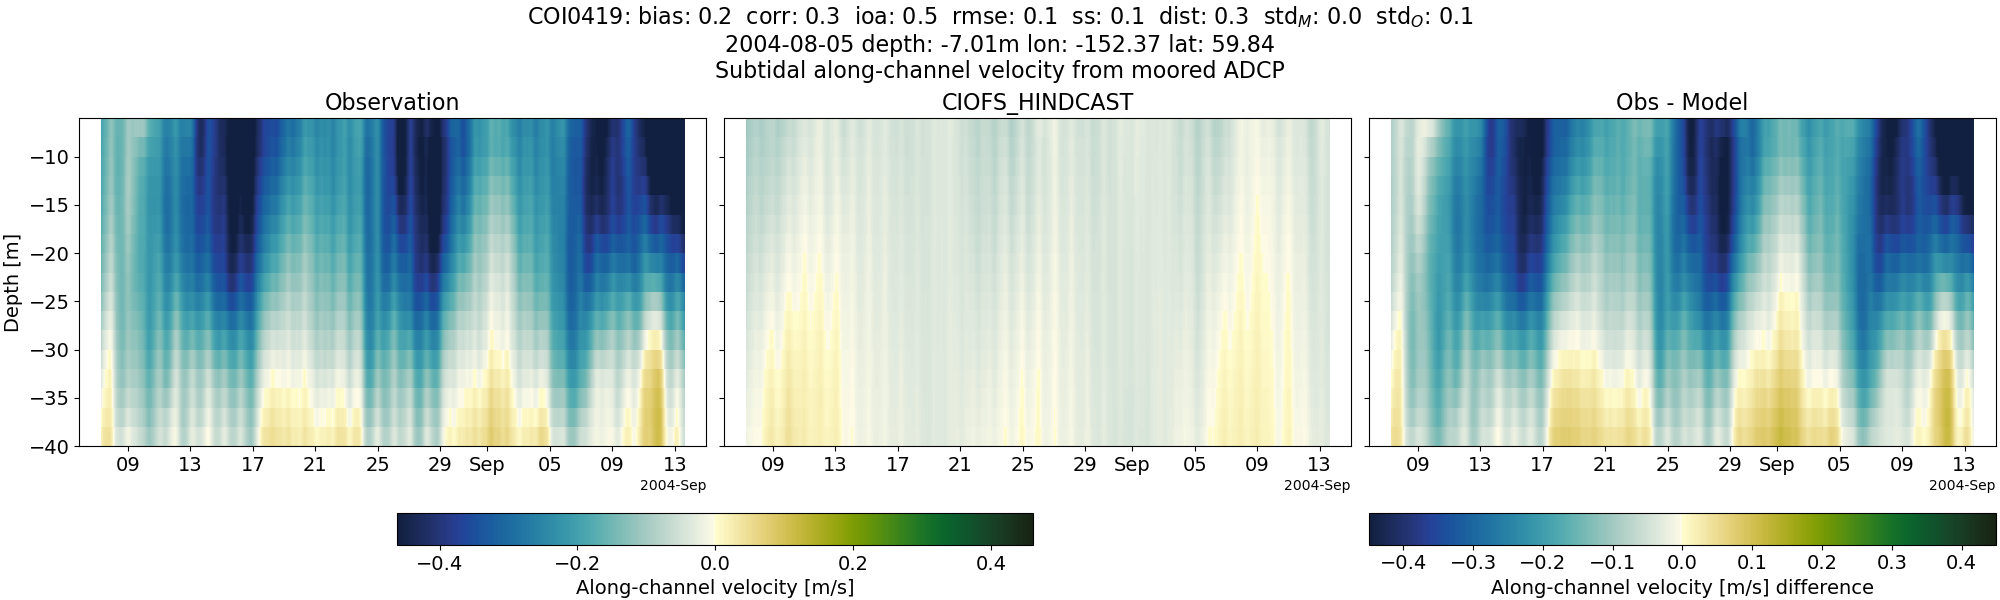 COI0419: bias: 0.2 corr: 0.3 ioa: 0.5 rmse: 0.1 ss: 0.1 dist: 0.3 std_M: 0.0 std_O: 0.1
2004-08-05 depth: -7.01m lon: -152.37 lat: 59.84
Subtidal along-channel velocity from moored ADCP
Observation CIOFS_HINDCAST Obs - Model
Depth [m]
−10
−15
−20
−25
−30
−35
−40
09 13 17 21 25 29 Sep 05 09 13
2004-Sep
09 13 17 21 25 29 Sep 05 09 13
2004-Sep
09 13 17 21 25 29 Sep 05 09 13
2004-Sep
−0.4 −0.2 0.0 0.2 0.4
Along-channel velocity [m/s]
−0.4 −0.3 −0.2 −0.1 0.0 0.1 0.2 0.3 0.4
Along-channel velocity [m/s] difference